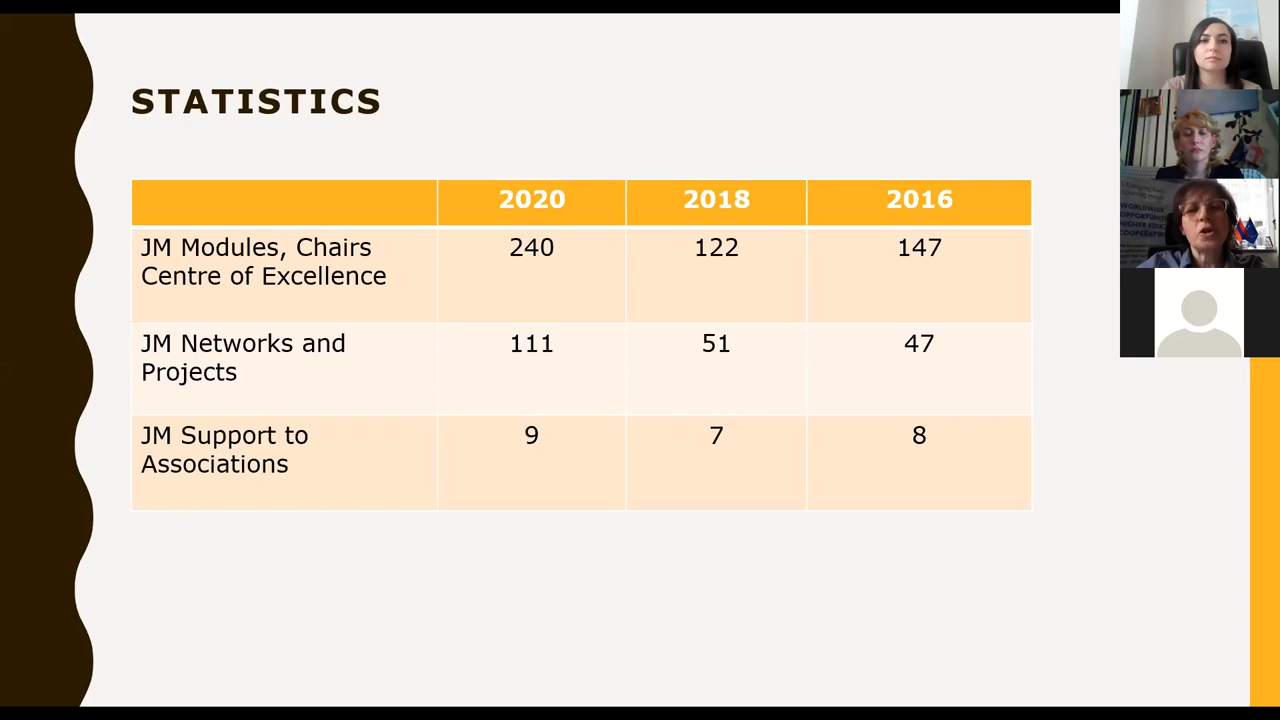 STATISTICS
2020 2018 2016
JM Modules, Chairs 240 122 147
Centre of Excellence
JM Networks and 111 51 47
Projects
JM Support to 9 7 8
Associations
WORLDWIDE